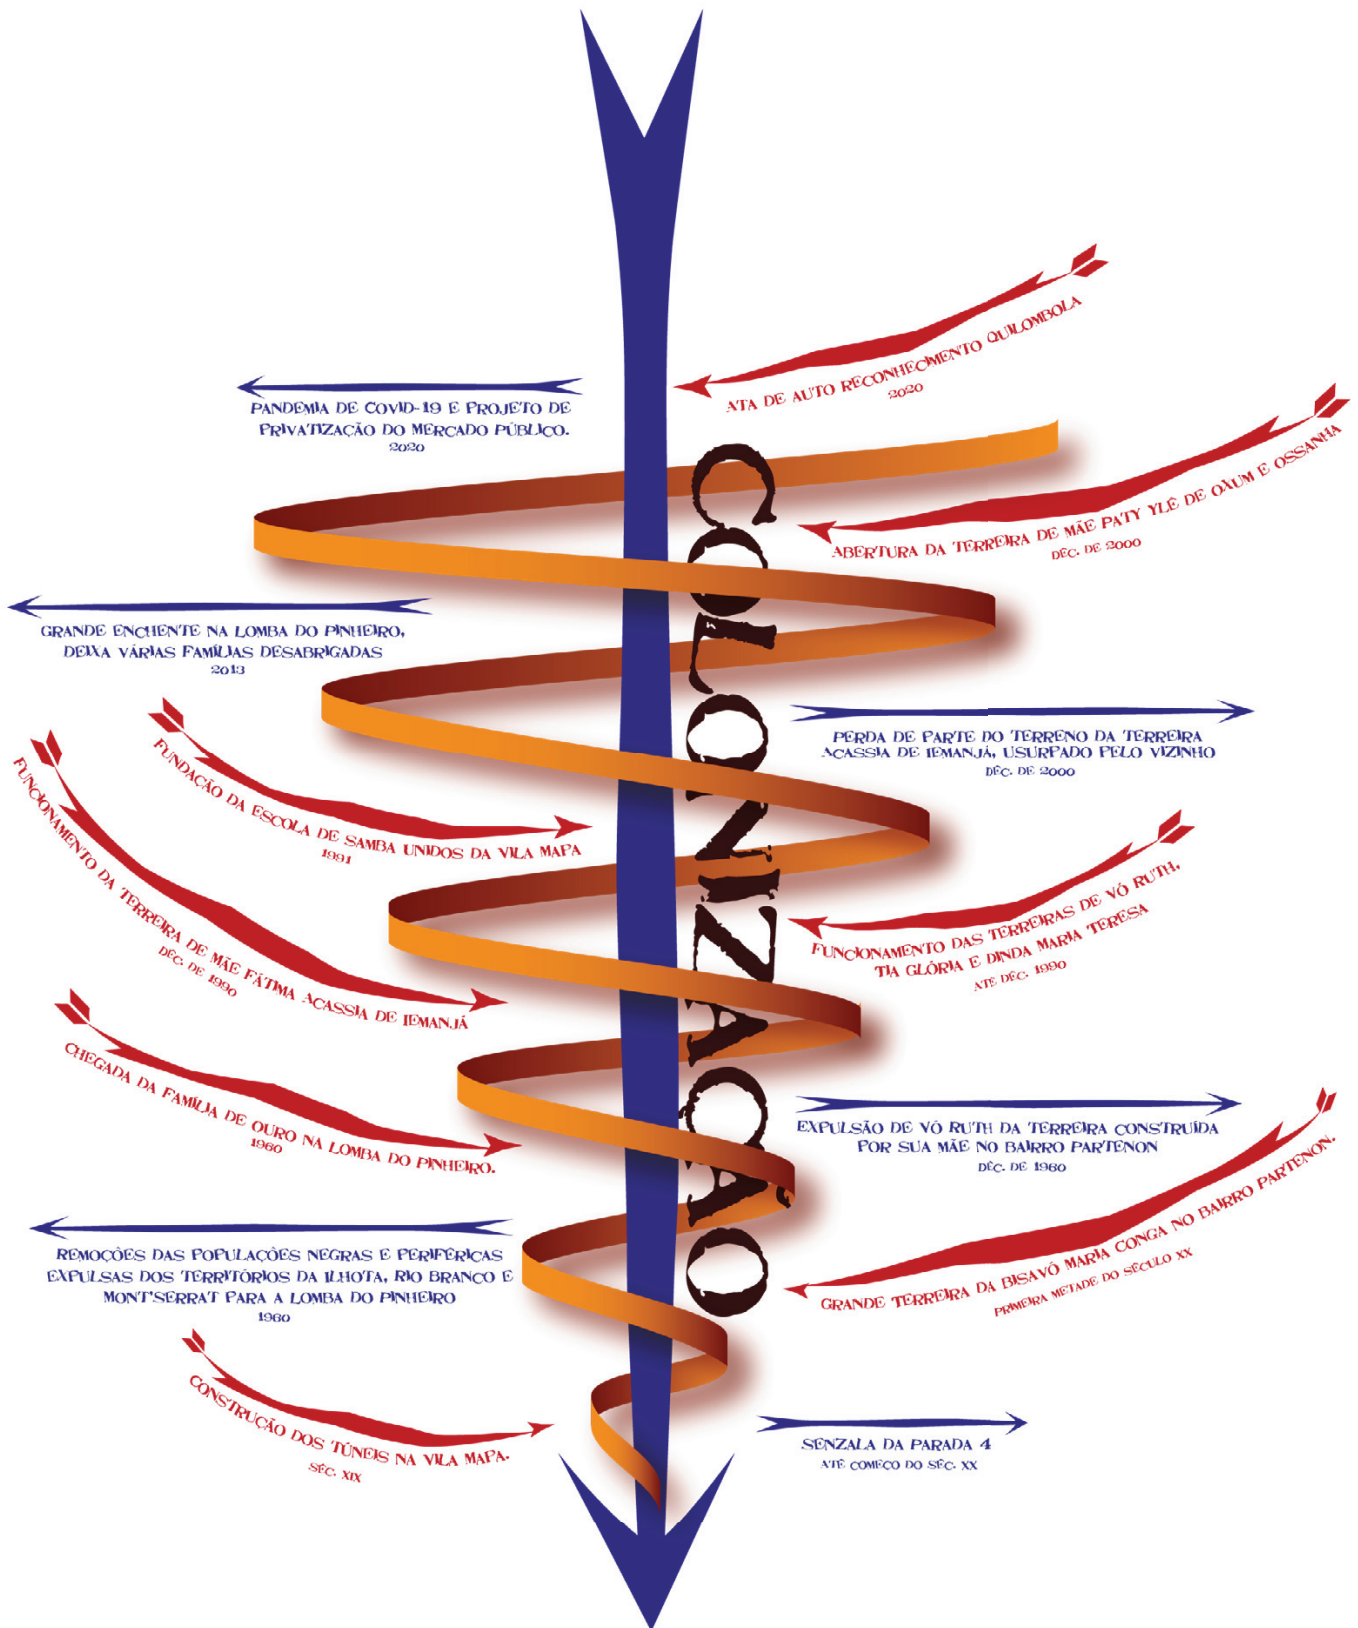 ATA DE AUTO RECONHECIMENTO QUILOMBOLA
2020
PANDEMIA DE COVID-19 E PROJETO DE
PRIVATIZAÇÃO DO MERCADO PÚBLICO.
2020
ABERTURA DA TERREIRA DE MÃE PATY YLÊ DE OXUM E OSSANHA
DÉC. DE 2000
COLONIZAÇÃO
GRANDE ENCHENTE NA LOMBA DO PINHEIRO,
DEIXA VÁRIAS FAMÍLIAS DESABRIGADAS
2013
PERDA DE PARTE DO TERRENO DA TERREIRA
ACASSIA DE IEMANJÁ, USURPADO PELO VIZINHO
DÉC. DE 2000
FUNDAÇÃO DA ESCOLA DE SAMBA UNIDOS DA VILA MAPA
1991
FUNCIONAMENTO DA TERREIRA DE MÃE FÁTIMA ACASSIA DE IEMANJÁ
DÉC. DE 1990
FUNCIONAMENTO DAS TERREIRAS DE VÓ RUTH,
TIA GLÓRIA E DINDA MARIA TERESA
ATÉ DÉC. 1990
CHEGADA DA FAMÍLIA DE OURO NA LOMBA DO PINHEIRO.
1960
EXPULSÃO DE VÓ RUTH DA TERREIRA CONSTRUÍDA
POR SUA MÃE NO BAIRRO PARTENON
DÉC. DE 1960
REMOÇÕES DAS POPULAÇÕES NEGRAS E PERIFÉRICAS
EXPULSAS DOS TERRITÓRIOS DA ILHOTA, RIO BRANCO E
MONT'SERRAT PARA A LOMBA DO PINHEIRO
1960
GRANDE TERREIRA DA BISAVÓ MARIA CONGA NO BAIRRO PARTENON.
PRIMEIRA METADE DO SÉCULO XX
CONSTRUÇÃO DOS TÚNEIS NA VILA MAPA.
SÉC. XIX
SENZALA DA PARADA 4
ATÉ COMEÇO DO SÉC. XX